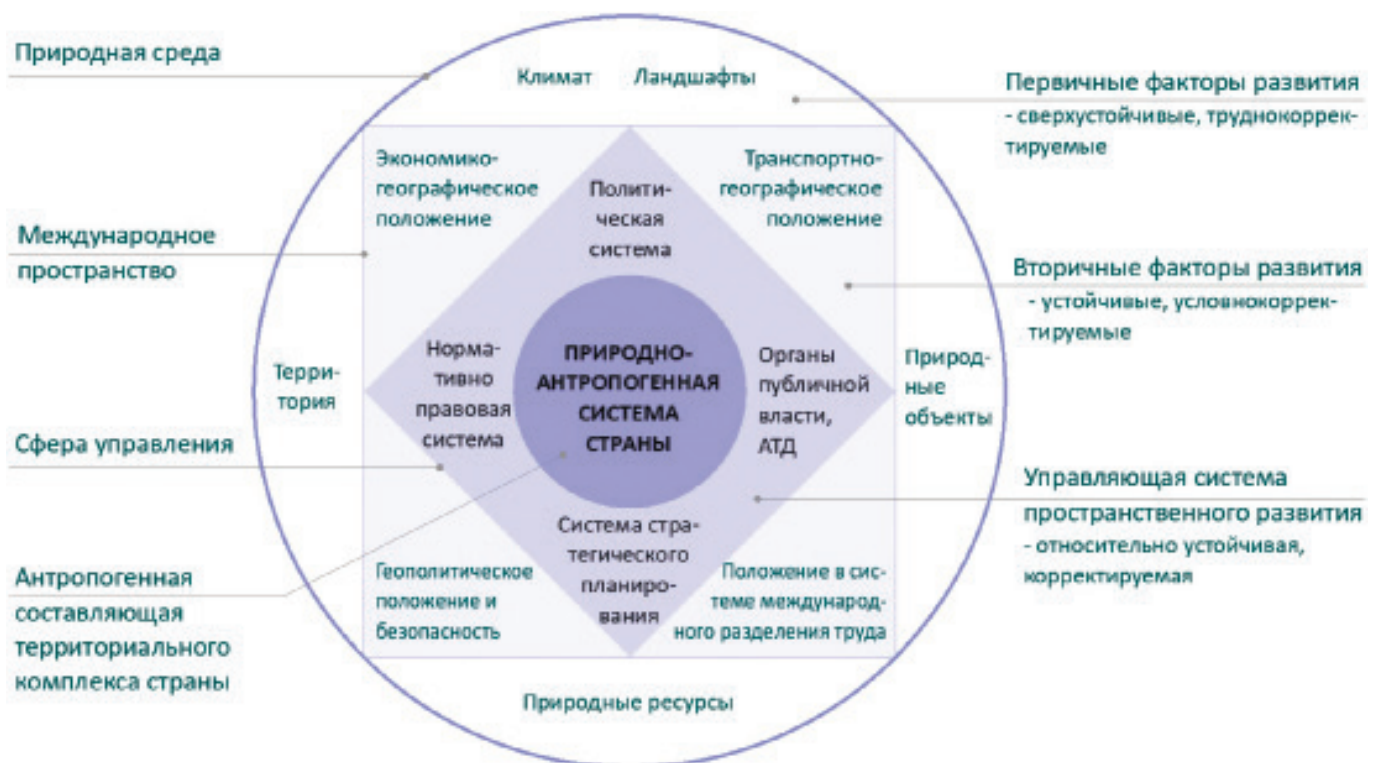 Природная среда
Международное
пространство
Сфера управления
Антропогенная
составляющая
территориального
комплекса страны
Климат
Ландшафты
Экономико-
географическое
положение
Полити-
ческая
система
Транспортно-
географическое
положение
Терри-
тория
Норма-
тивно
правовая
система
ПРИРОДНО-
АНТРОПОГЕННАЯ
СИСТЕМА
СТРАНЫ
Органы
публичной
власти,
АТД
Природ-
ные
объекты
Геополитическое
положение и
безопасность
Система стра-
тегического
планиро-
вания
Положение в сис-
теме международ-
ного разделения труда
Природные ресурсы
Первичные факторы развития
- сверхустойчивые, труднокоррек-
тируемые
Вторичные факторы развития
- устойчивые, условнокоррек-
тируемые
Управляющая система
пространственного развития
- относительно устойчивая,
корректируемая